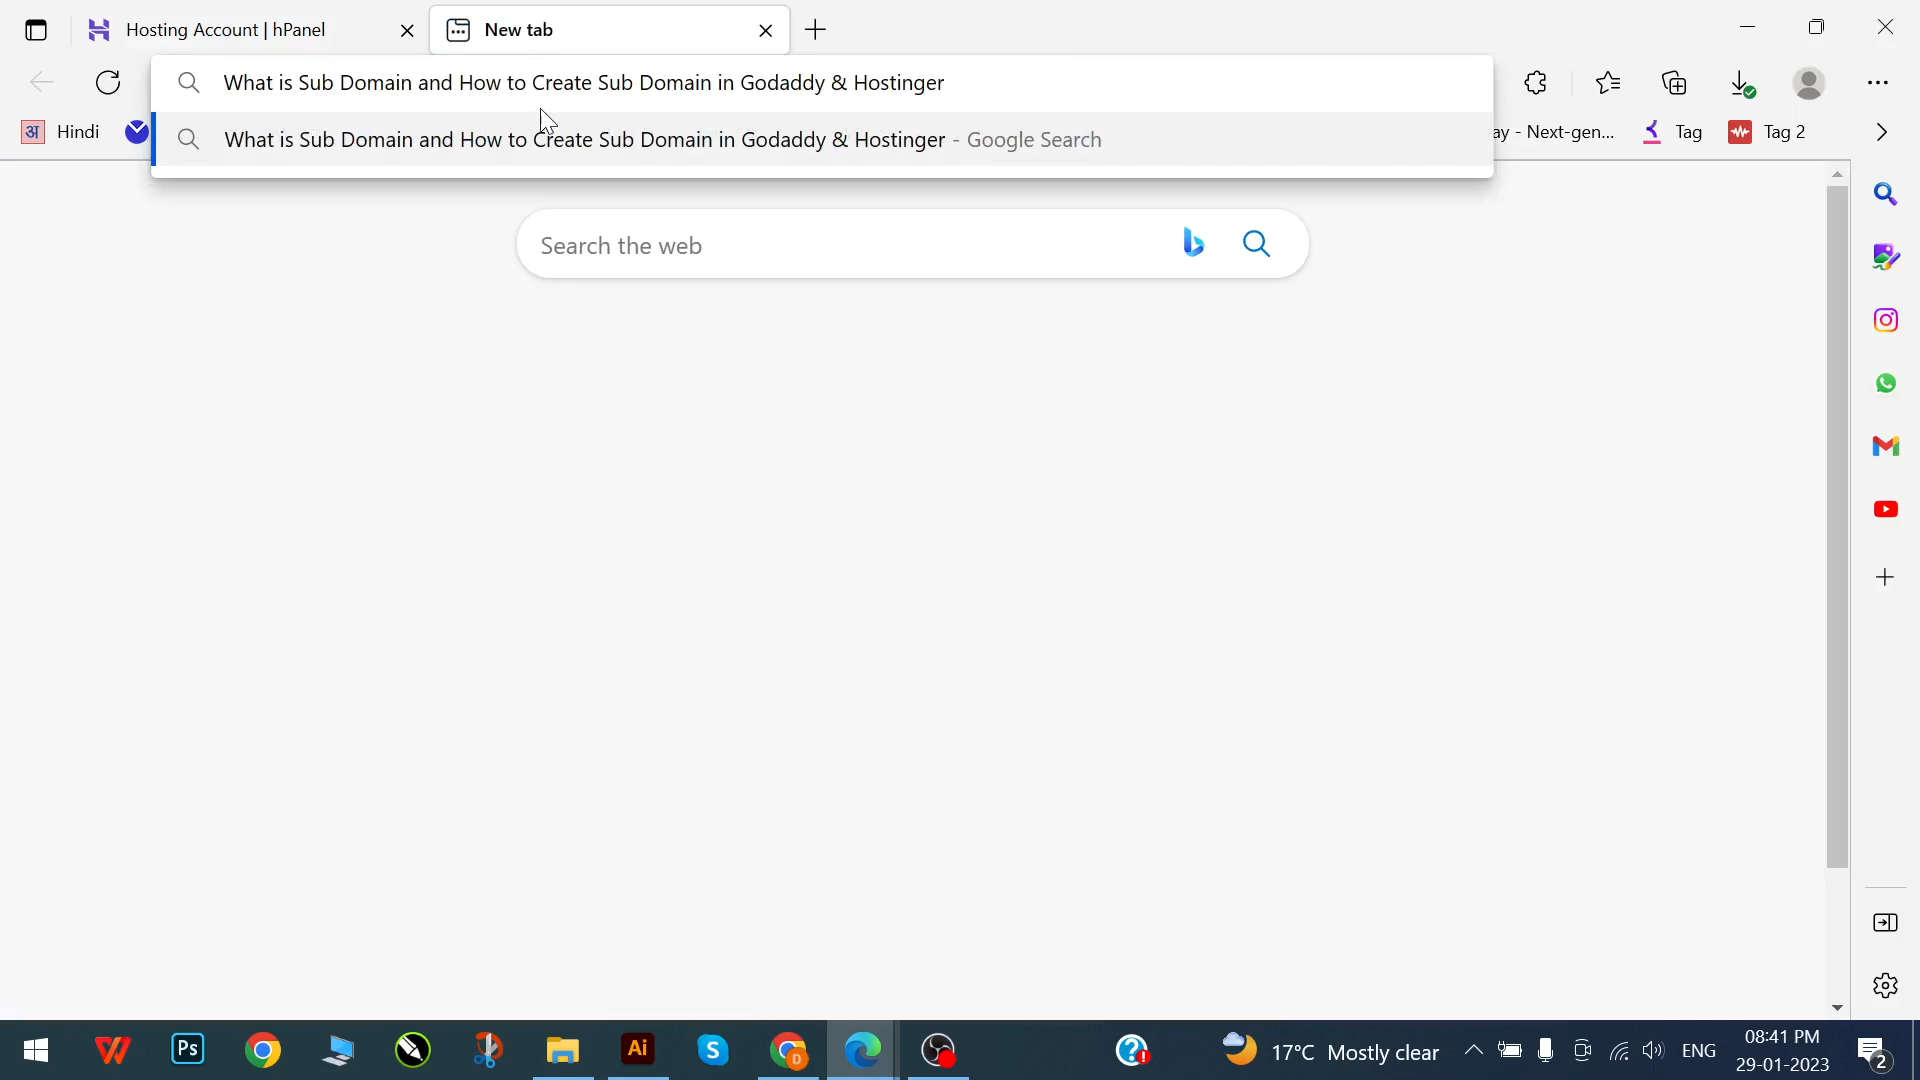 Hosting Account | hPanel
New tab
What is Sub Domain and How to Create Sub Domain in Godaddy & Hostinger
What is Sub Domain and How to Create Sub Domain in Godaddy & Hostinger - Google Search
अ Hindi
ay - Next-gen...
Tag
Tag 2
Search the web
Ps
Ai
S
D
17°C Mostly clear
ENG
08:41 PM
29-01-2023
2